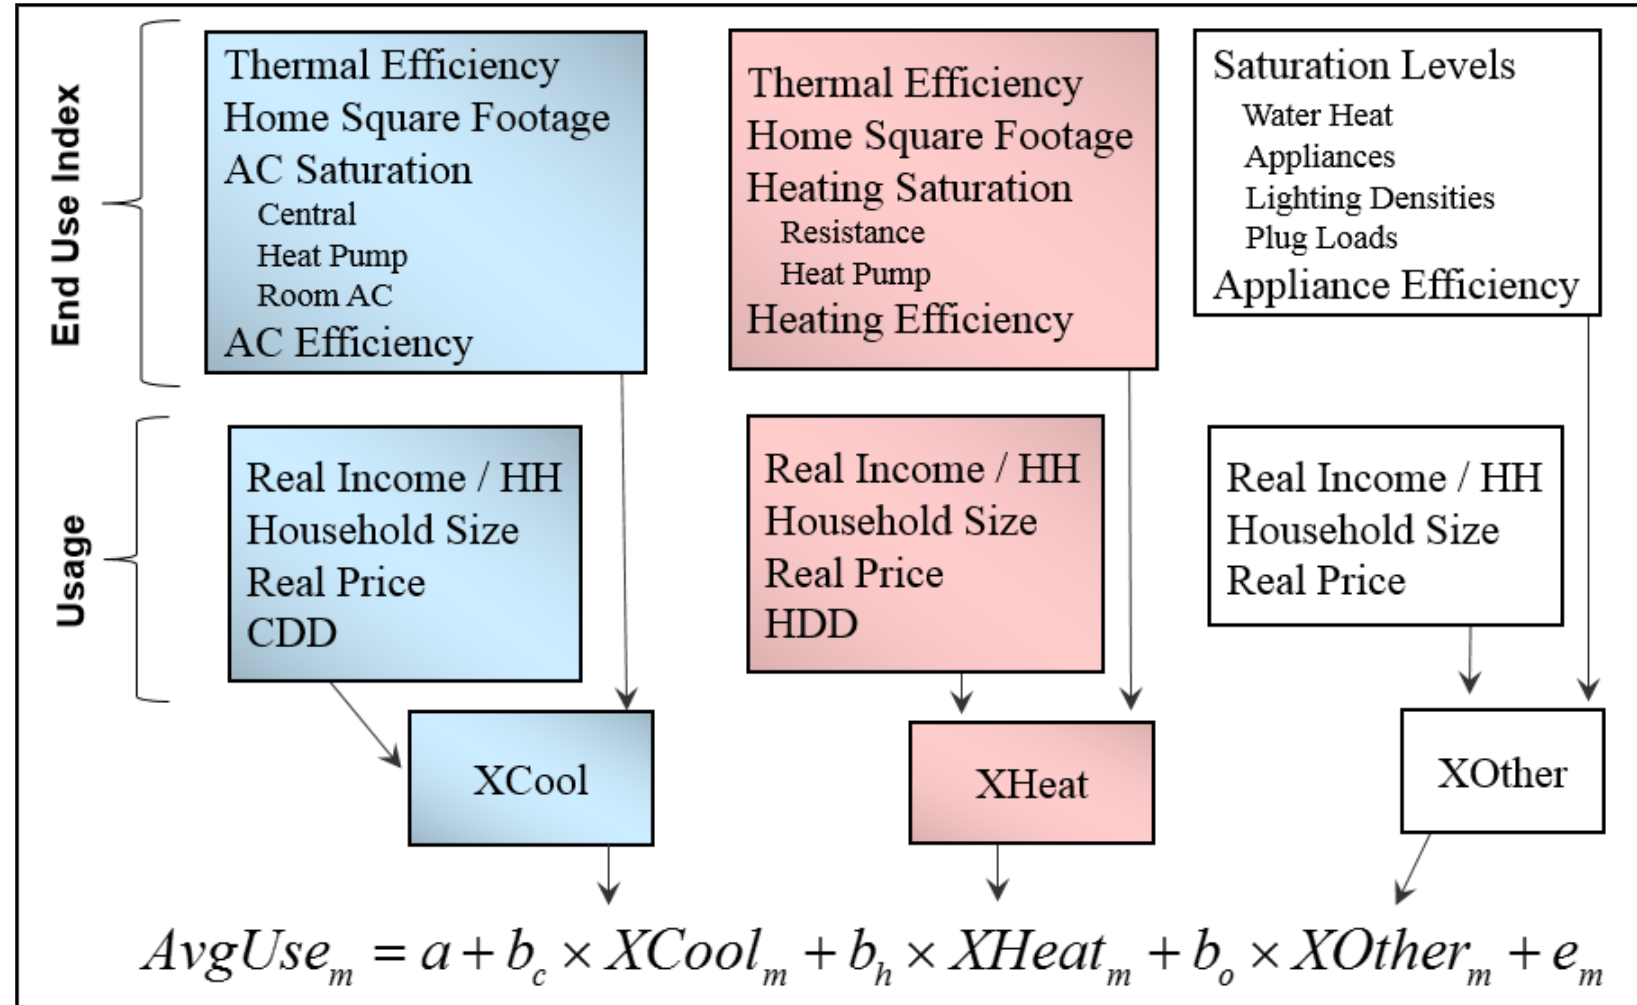 End Use Index
Thermal Efficiency
Home Square Footage
AC Saturation
Central
Heat Pump
Room AC
AC Efficiency
Thermal Efficiency
Home Square Footage
Heating Saturation
Resistance
Heat Pump
Heating Efficiency
Saturation Levels
Water Heat
Appliances
Lighting Densities
Plug Loads
Appliance Efficiency
Usage
Real Income / HH
Household Size
Real Price
CDD
Real Income / HH
Household Size
Real Price
HDD
Real Income / HH
Household Size
Real Price
XCool
XHeat
XOther
AvgUse_m = a + b_c × XCool_m + b_h × XHeat_m + b_o × XOther_m + e_m